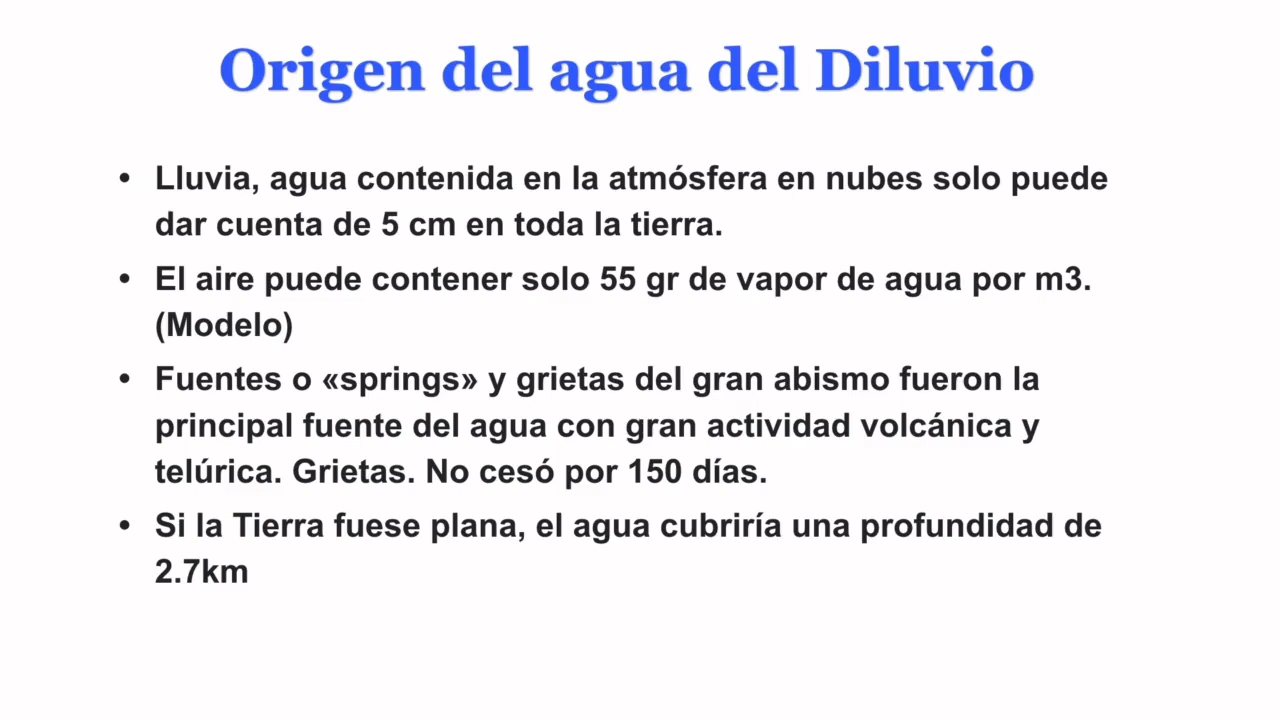 Origen del agua del Diluvio
• Lluvia, agua contenida en la atmósfera en nubes solo puede
dar cuenta de 5 cm en toda la tierra.
• El aire puede contener solo 55 gr de vapor de agua por m3.
(Modelo)
• Fuentes o «springs» y grietas del gran abismo fueron la
principal fuente del agua con gran actividad volcánica y
telúrica. Grietas. No cesó por 150 días.
• Si la Tierra fuese plana, el agua cubriría una profundidad de
2.7km